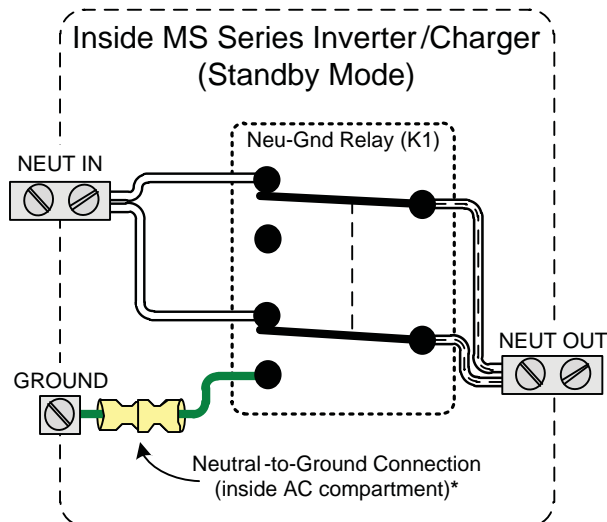 Inside MS Series Inverter/Charger
(Standby Mode)
Neu-Gnd Relay (K1)
NEUT IN
NEUT OUT
GROUND
Neutral-to-Ground Connection
(inside AC compartment)*